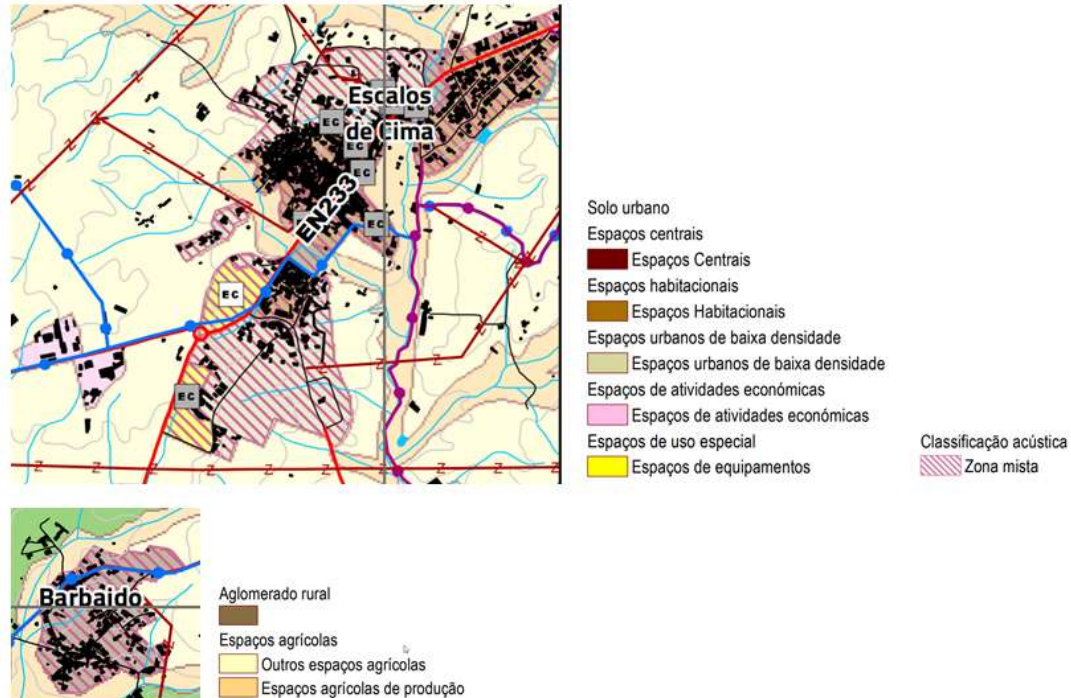 Escalos
de Cima
EC
EC
EC
EC
EC
EC
EN233
EC
EC
Z
Z
Z
Z
Z
Z
Z
Z
Z
Z
Solo urbano
Espaços centrais
Espaços Centrais
Espaços habitacionais
Espaços Habitacionais
Espaços urbanos de baixa densidade
Espaços urbanos de baixa densidade
Espaços de atividades económicas
Espaços de atividades económicas
Espaços de uso especial
Espaços de equipamentos
Classificação acústica
Zona mista
Barbaido
Aglomerado rural
Espaços agrícolas
Outros espaços agrícolas
Espaços agrícolas de produção